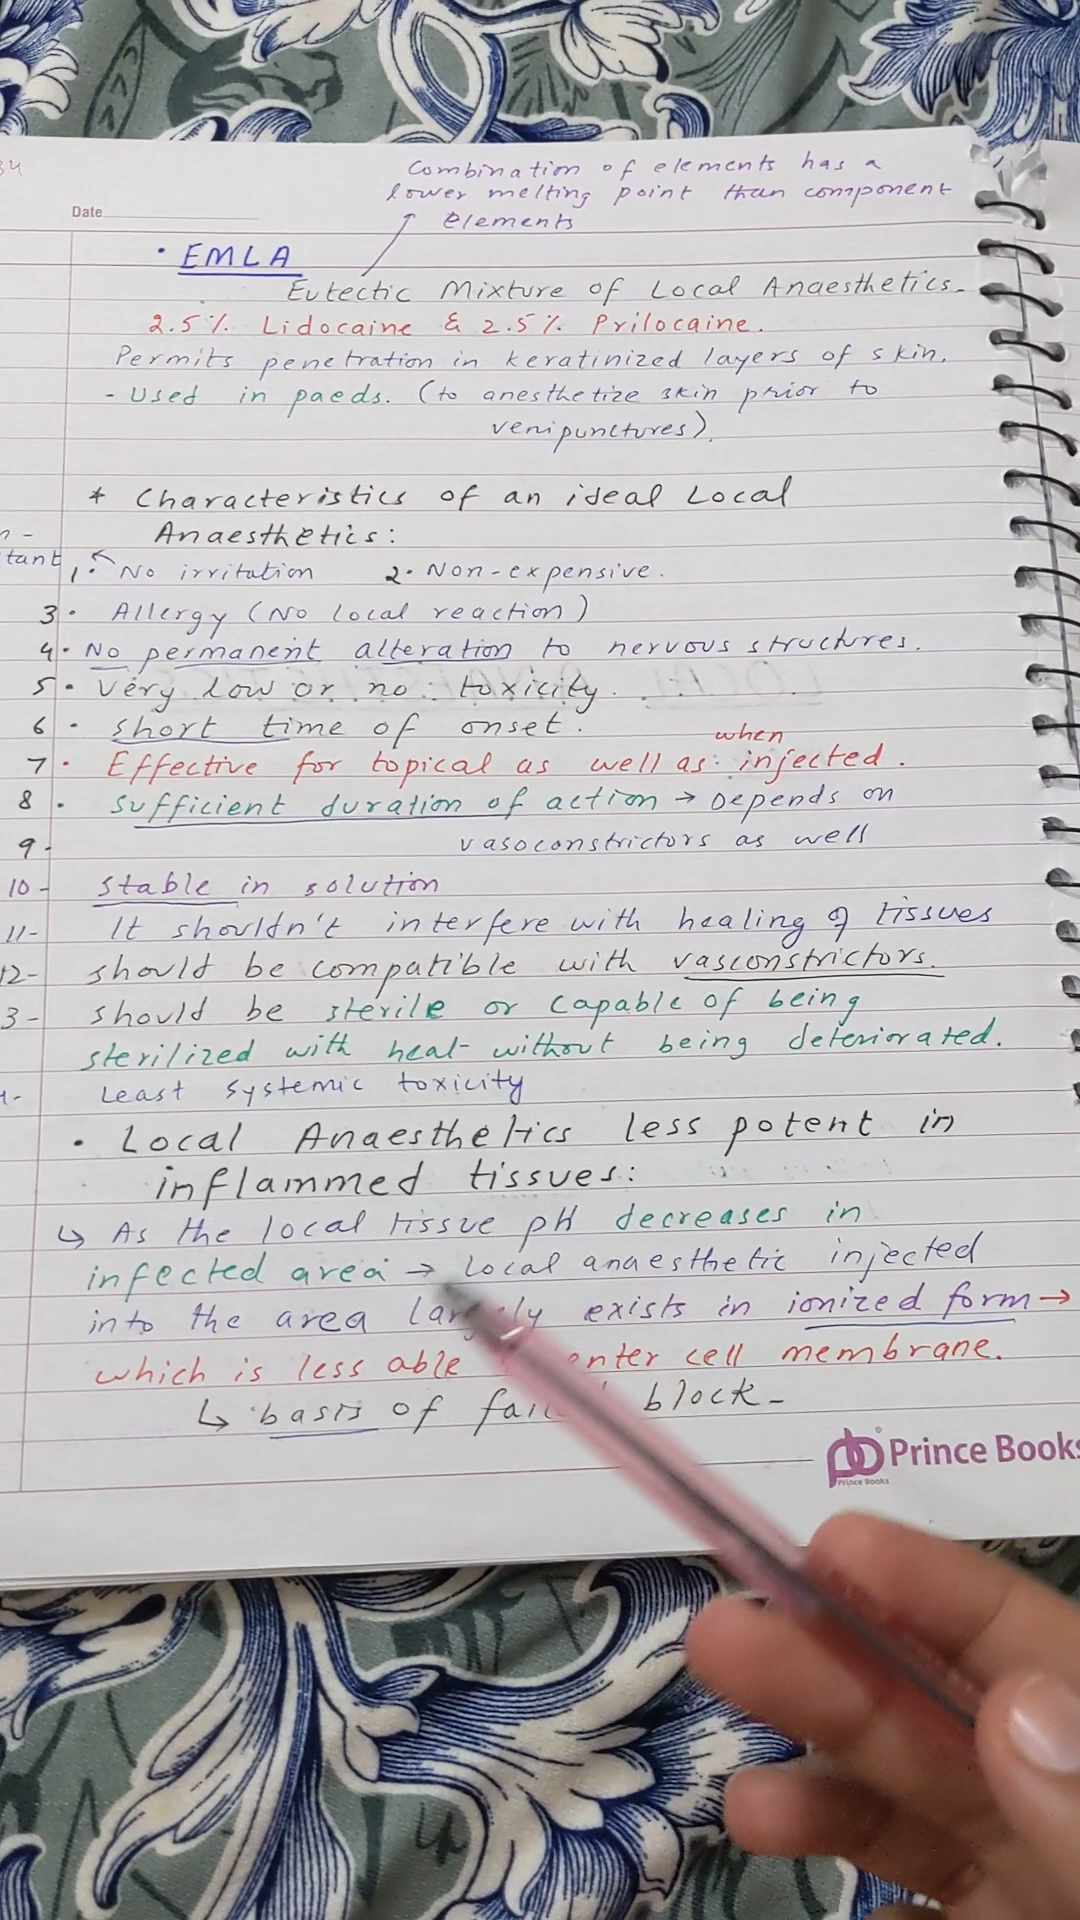 34
Combination of elements has a
lower melting point than component
elements
Date
• EMLA
Eutectic Mixture of Local Anaesthetics.
2.5% Lidocaine & 2.5% Prilocaine.
Permits penetration in keratinized layers of skin.
- Used in paeds. (to anesthetize skin prior to
venipunctures).
* Characteristics of an ideal Local
Anaesthetics:
tant
1. No irritation 2. Non-expensive.
3. Allergy (No local reaction)
4. No permanent alteration to nervous structures.
5. Very low or no toxicity.
6. short time of onset.
when
7. Effective for topical as well as injected.
8. Sufficient duration of action → Depends on
9. vasoconstrictors as well
10- stable in solution
11- It shouldn't interfere with healing of tissues
12- should be compatible with vasconstrictors.
3- should be sterile or capable of being
sterilized with heat without being deteriorated.
Least systemic toxicity
• Local Anaesthetics less potent in
inflammed tissues:
↳ As the local tissue pH decreases in
infected area → local anaesthetic injected
into the area largely exists in ionized form →
which is less able enter cell membrane.
↳ basis of block-
Prince Books
Prince Books